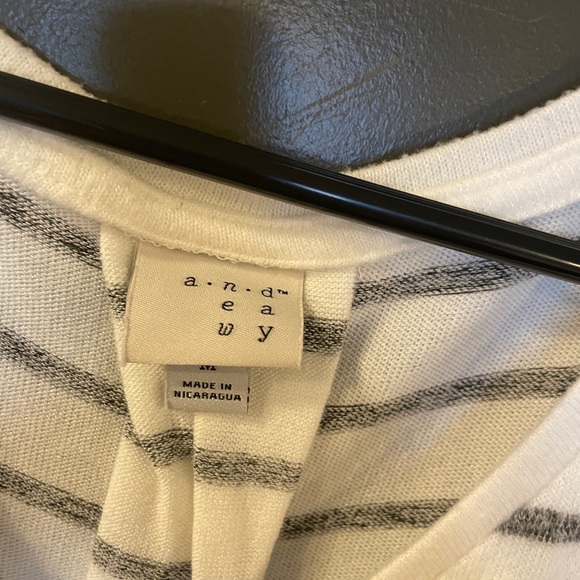 a·n·d™
e a
w y
M
MADE IN
NICARAGUA